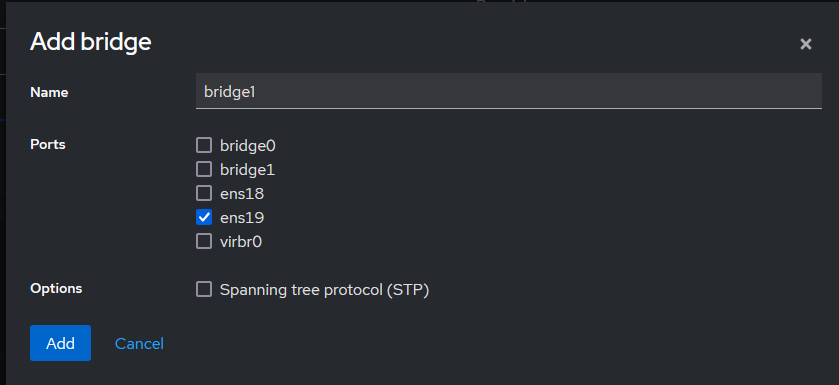 Add bridge
Name bridge1
Ports bridge0
bridge1
ens18
ens19
virbr0
Options Spanning tree protocol (STP)
Add Cancel